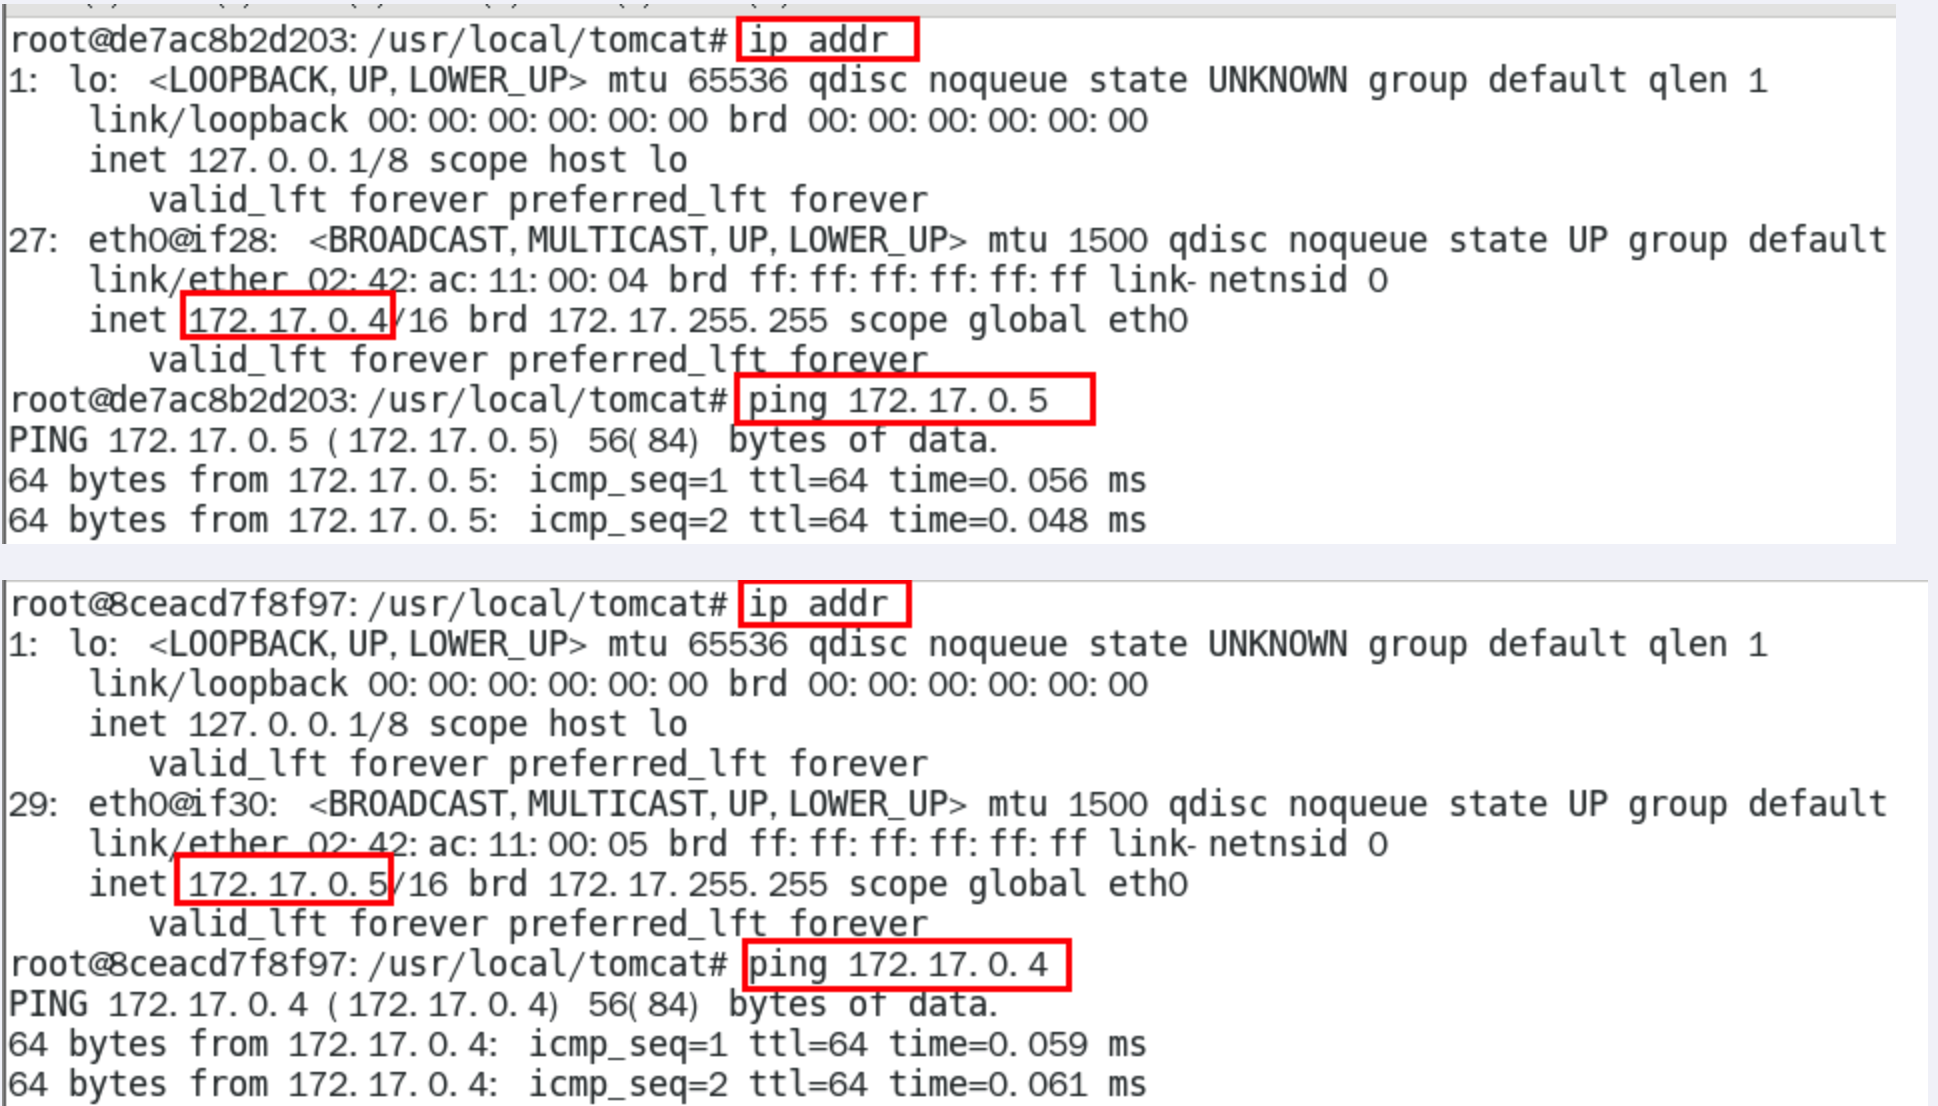 root@de7ac8b2d203:/usr/local/tomcat# ip addr
1: lo: <LOOPBACK,UP,LOWER_UP> mtu 65536 qdisc noqueue state UNKNOWN group default qlen 1
    link/loopback 00:00:00:00:00:00 brd 00:00:00:00:00:00
    inet 127.0.0.1/8 scope host lo
       valid_lft forever preferred_lft forever
27: eth0@if28: <BROADCAST,MULTICAST,UP,LOWER_UP> mtu 1500 qdisc noqueue state UP group default
    link/ether 02:42:ac:11:00:04 brd ff:ff:ff:ff:ff:ff link-netnsid 0
    inet 172.17.0.4/16 brd 172.17.255.255 scope global eth0
       valid_lft forever preferred_lft forever
root@de7ac8b2d203:/usr/local/tomcat# ping 172.17.0.5
PING 172.17.0.5 (172.17.0.5) 56(84) bytes of data.
64 bytes from 172.17.0.5: icmp_seq=1 ttl=64 time=0.056 ms
64 bytes from 172.17.0.5: icmp_seq=2 ttl=64 time=0.048 ms
root@8ceacd7f8f97:/usr/local/tomcat# ip addr
1: lo: <LOOPBACK,UP,LOWER_UP> mtu 65536 qdisc noqueue state UNKNOWN group default qlen 1
    link/loopback 00:00:00:00:00:00 brd 00:00:00:00:00:00
    inet 127.0.0.1/8 scope host lo
       valid_lft forever preferred_lft forever
29: eth0@if30: <BROADCAST,MULTICAST,UP,LOWER_UP> mtu 1500 qdisc noqueue state UP group default
    link/ether 02:42:ac:11:00:05 brd ff:ff:ff:ff:ff:ff link-netnsid 0
    inet 172.17.0.5/16 brd 172.17.255.255 scope global eth0
       valid_lft forever preferred_lft forever
root@8ceacd7f8f97:/usr/local/tomcat# ping 172.17.0.4
PING 172.17.0.4 (172.17.0.4) 56(84) bytes of data.
64 bytes from 172.17.0.4: icmp_seq=1 ttl=64 time=0.059 ms
64 bytes from 172.17.0.4: icmp_seq=2 ttl=64 time=0.061 ms